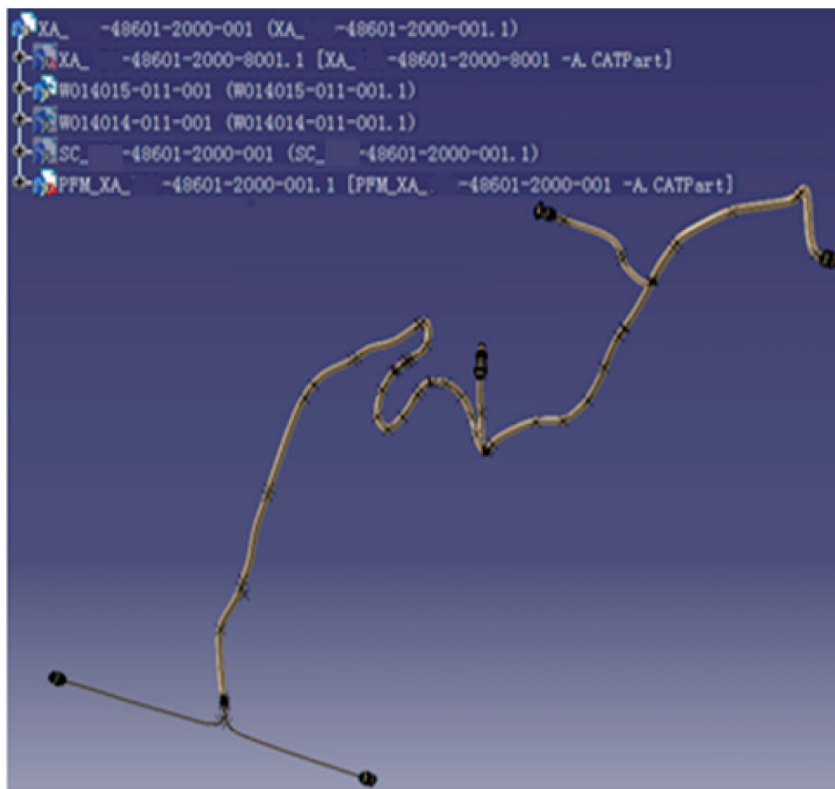 XA_ -48601-2000-001 (XA_ -48601-2000-001.1)
XA_ -48601-2000-8001.1 [XA_ -48601-2000-8001 -A.CATPart]
W014015-011-001 (W014015-011-001.1)
W014014-011-001 (W014014-011-001.1)
SC_ -48601-2000-001 (SC_ -48601-2000-001.1)
PFM_XA_ -48601-2000-001.1 [PFM_XA_ -48601-2000-001 -A.CATPart]